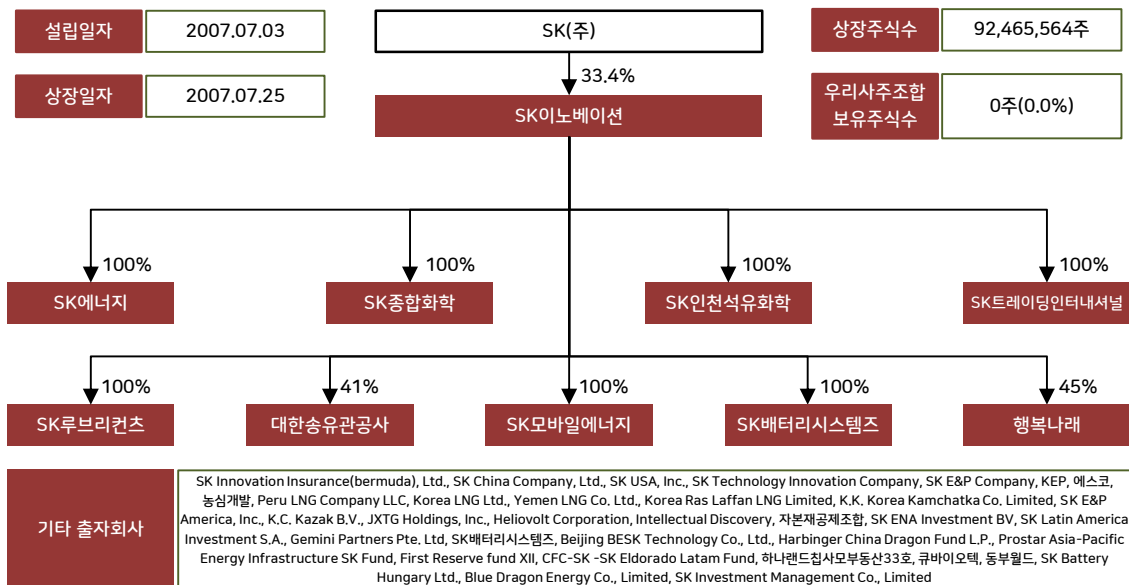 설립일자
2007.07.03
SK(주)
상장주식수
92,465,564주
33.4%
상장일자
2007.07.25
SK이노베이션
우리사주조합
보유주식수
0주(0.0%)
100%
100%
100%
100%
SK에너지
SK종합화학
SK인천석유화학
SK트레이딩인터내셔널
100%
41%
100%
100%
45%
SK루브리컨츠
대한송유관공사
SK모바일에너지
SK배터리시스템즈
행복나래
기타 출자회사
SK Innovation Insurance(bermuda), Ltd., SK China Company, Ltd., SK USA, Inc., SK Technology Innovation Company, SK E&P Company, KEP, 에스코,
농심개발, Peru LNG Company LLC, Korea LNG Ltd., Yemen LNG Co. Ltd., Korea Ras Laffan LNG Limited, K.K. Korea Kamchatka Co. Limited, SK E&P
America, Inc., K.C. Kazak B.V., JXTG Holdings, Inc., Heliovolt Corporation, Intellectual Discovery, 자본재공제조합, SK ENA Investment BV, SK Latin America
Investment S.A., Gemini Partners Pte. Ltd, SK배터리시스템즈, Beijing BESK Technology Co., Ltd., Harbinger China Dragon Fund L.P., Prostar Asia-Pacific
Energy Infrastructure SK Fund, First Reserve fund XII, CFC-SK -SK Eldorado Latam Fund, 하나랜드칩사모부동산33호, 큐바이오텍, 동부월드, SK Battery
Hungary Ltd., Blue Dragon Energy Co., Limited, SK Investment Management Co., Limited